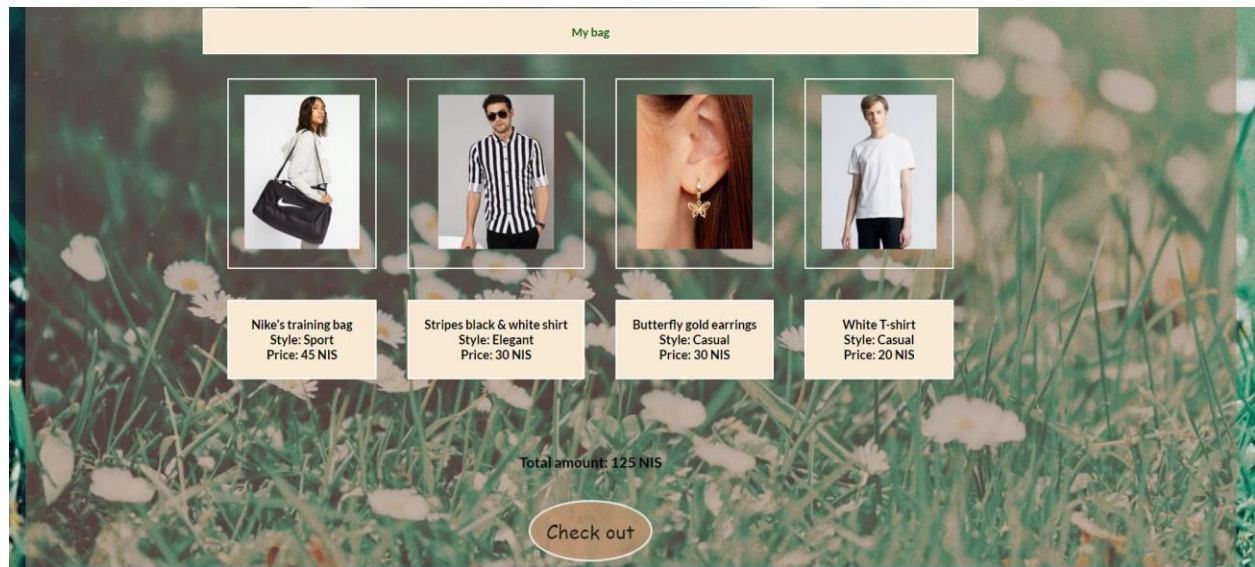 My bag
Nike's training bag
Style: Sport
Price: 45 NIS
Stripes black & white shirt
Style: Elegant
Price: 30 NIS
Butterfly gold earrings
Style: Casual
Price: 30 NIS
White T-shirt
Style: Casual
Price: 20 NIS
Total amount: 125 NIS
Check out